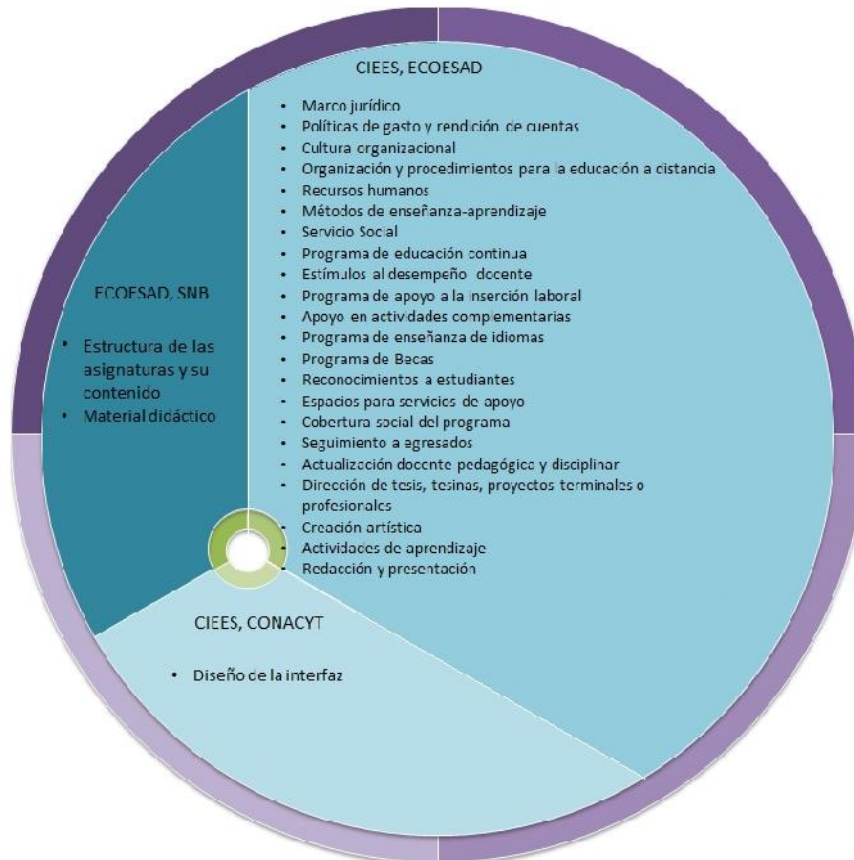 CIEES, ECOESAD
• Marco jurídico
• Políticas de gasto y rendición de cuentas
• Cultura organizacional
• Organización y procedimientos para la educación a distancia
• Recursos humanos
• Métodos de enseñanza-aprendizaje
• Servicio Social
• Programa de educación continua
• Estímulos al desempeño docente
• Programa de apoyo a la inserción laboral
• Apoyo en actividades complementarias
• Programa de enseñanza de idiomas
• Programa de Becas
• Reconocimientos a estudiantes
- Espacios para servicios de apoyo
• Cobertura social del programa
• Seguimiento a egresados
- Actualización docente pedagógica y disciplinar
- Dirección de tesis, tesinas, proyectos terminales o
profesionales
- Creación artística
• Actividades de aprendizaje
• Redacción y presentación
ECOESAD, SNB
• Estructura de las
asignaturas y su
contenido
• Material didáctico
CIEES, CONACYT
• Diseño de la interfaz